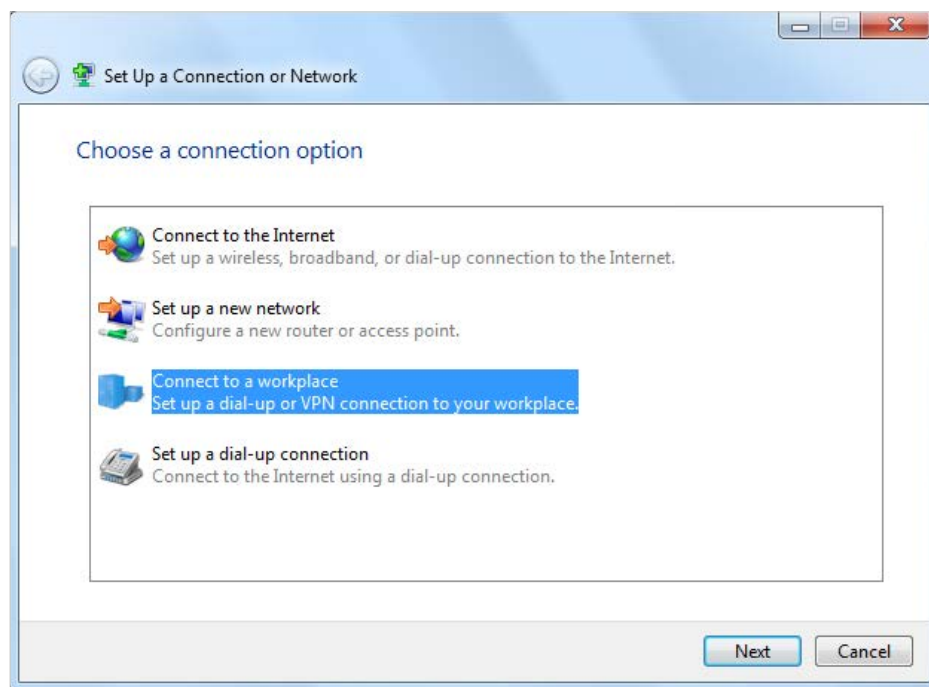 Set Up a Connection or Network
Choose a connection option
Connect to the Internet
Set up a wireless, broadband, or dial-up connection to the Internet.
Set up a new network
Configure a new router or access point.
Connect to a workplace
Set up a dial-up or VPN connection to your workplace.
Set up a dial-up connection
Connect to the Internet using a dial-up connection.
Next
Cancel